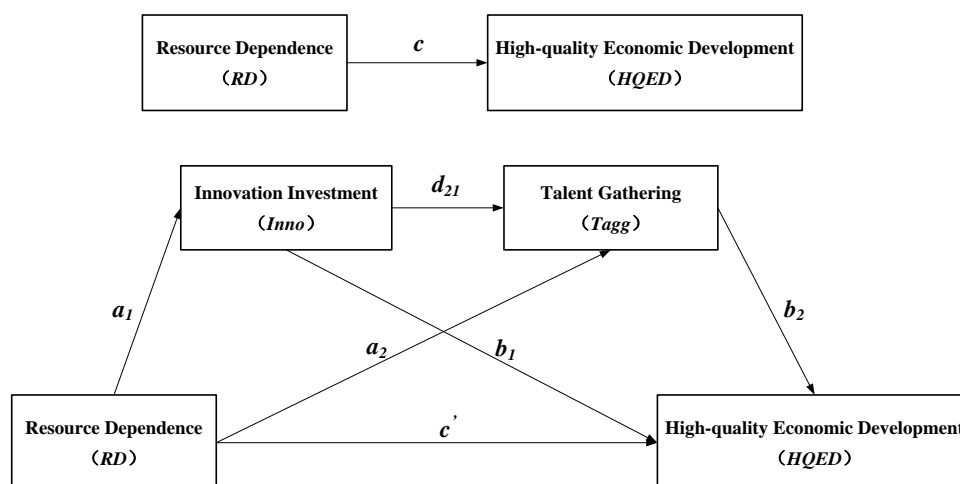 Resource Dependence
（RD）
c
High-quality Economic Development
（HQED）
Innovation Investment
（Inno）
d21
Talent Gathering
（Tagg）
a1
a2
b1
b2
Resource Dependence
（RD）
c’
High-quality Economic Development
（HQED）